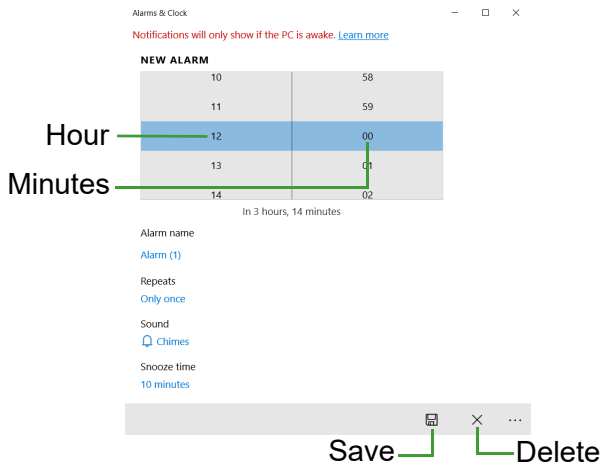 Alarms & Clock
Notifications will only show if the PC is awake. Learn more
NEW ALARM
10 58
11 59
Hour 12 00
13 01
Minutes
14 02
In 3 hours, 14 minutes
Alarm name
Alarm (1)
Repeats
Only once
Sound
Chimes
Snooze time
10 minutes
Save Delete